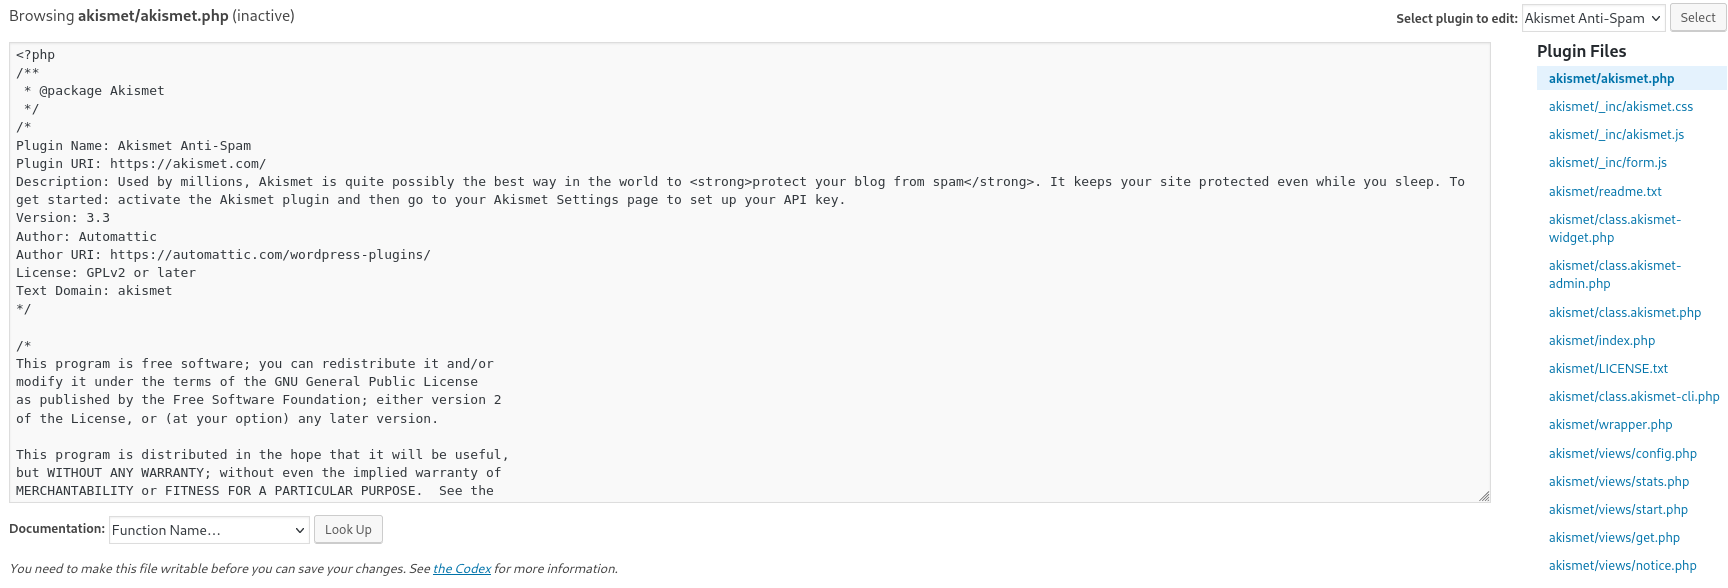 Browsing akismet/akismet.php (inactive)
Select plugin to edit: Akismet Anti-Spam Select
<?php
/**
 * @package Akismet
 */
/*
Plugin Name: Akismet Anti-Spam
Plugin URI: https://akismet.com/
Description: Used by millions, Akismet is quite possibly the best way in the world to <strong>protect your blog from spam</strong>. It keeps your site protected even while you sleep. To
get started: activate the Akismet plugin and then go to your Akismet Settings page to set up your API key.
Version: 3.3
Author: Automattic
Author URI: https://automattic.com/wordpress-plugins/
License: GPLv2 or later
Text Domain: akismet
*/

/*
This program is free software; you can redistribute it and/or
modify it under the terms of the GNU General Public License
as published by the Free Software Foundation; either version 2
of the License, or (at your option) any later version.

This program is distributed in the hope that it will be useful,
but WITHOUT ANY WARRANTY; without even the implied warranty of
MERCHANTABILITY or FITNESS FOR A PARTICULAR PURPOSE.  See the
Documentation: Function Name... Look Up
You need to make this file writable before you can save your changes. See the Codex for more information.
Plugin Files
akismet/akismet.php
akismet/_inc/akismet.css
akismet/_inc/akismet.js
akismet/_inc/form.js
akismet/readme.txt
akismet/class.akismet-
widget.php
akismet/class.akismet-
admin.php
akismet/class.akismet.php
akismet/index.php
akismet/LICENSE.txt
akismet/class.akismet-cli.php
akismet/wrapper.php
akismet/views/config.php
akismet/views/stats.php
akismet/views/start.php
akismet/views/get.php
akismet/views/notice.php